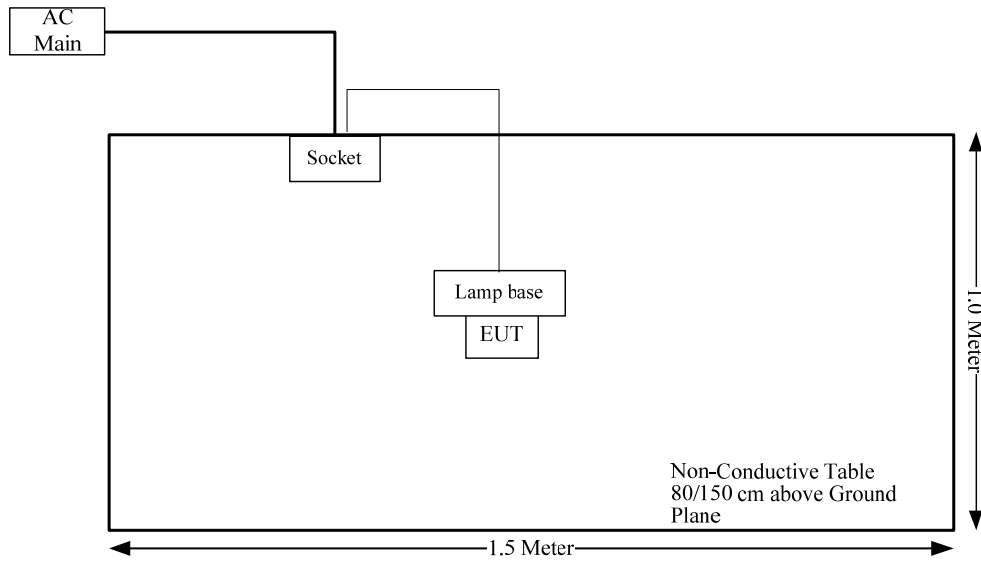 AC
Main
Socket
Lamp base
EUT
1.0 Meter
Non-Conductive Table
80/150 cm above Ground
Plane
1.5 Meter